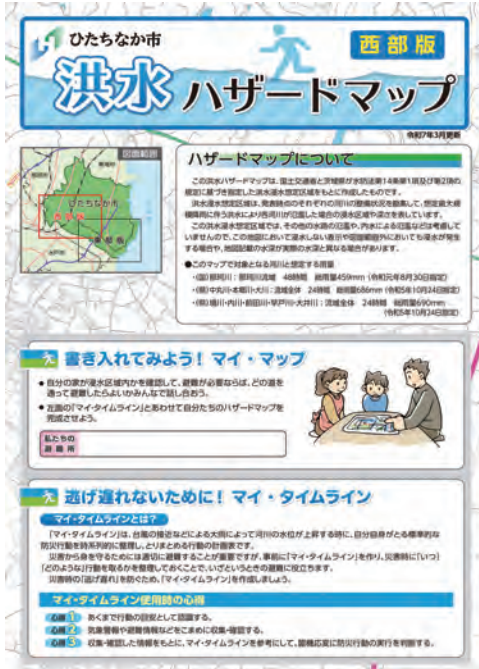 ひたちなか市
西部版
洪水ハザードマップ
令和7年3月更新
図面範囲
ひたちなか市
西部版
東部版
ハザードマップについて
この洪水ハザードマップは、国土交通省と茨城県が水防法第14条第1項及び第2項の
規定に基づき指定した洪水浸水想定区域をもとに作成したものです。
洪水浸水想定区域は、発表時点のそれぞれの河川の整備状況を勘案して、想定最大規
模降雨に伴う洪水により各河川が氾濫した場合の浸水区域や深さを表しています。
この洪水浸水想定区域では、その他の水路の氾濫や、内水による氾濫などは考慮して
いませんので、この地図において浸水しない表示や図面範囲外においても浸水が発生
する場合や、地図記載の水深が実際の水深と異なる場合があります。
●このマップで対象となる河川と想定する雨量
・(国)那珂川:那珂川流域 48時間 総雨量459mm (令和元年8月30日指定)
・(県)中丸川・本郷川・大川:流域全体 24時間 総雨量686mm (令和5年10月24日指定)
・(県)堀川・内川・前田川・早戸川・大井川:流域全体 24時間 総雨量690mm
(令和5年10月24日指定)
書き入れてみよう! マイ・マップ
● 自分の家が浸水区域内かを確認して、避難が必要ならば、どの道を
通って避難したらよいかみんなで話し合おう。
● 左面の「マイ・タイムライン」とあわせて自分たちのハザードマップを
完成させよう。
私たちの
避難所
逃げ遅れないために! マイ・タイムライン
マイ・タイムラインとは?
「マイ・タイムライン」は、台風の接近などによる大雨によって河川の水位が上昇する時に、自分自身がとる標準的な
防災行動を時系列的に整理し、とりまとめる行動の計画表です。
災害から身を守るためには適切に避難することが重要ですが、事前に「マイ・タイムライン」を作り、災害時に「いつ」
「どのような」行動を取るかを整理しておくことで、いざというときの避難に役立ちます。
災害時の「逃げ遅れ」を防ぐため、「マイ・タイムライン」を作成しましょう。
マイ・タイムライン使用時の心得
心得1 あくまで行動の目安として認識する。
心得2 気象警報や避難情報などをこまめに収集・確認する。
心得3 収集・確認した情報をもとに、マイ・タイムラインを参考にして、臨機応変に防災行動の実行を判断する。